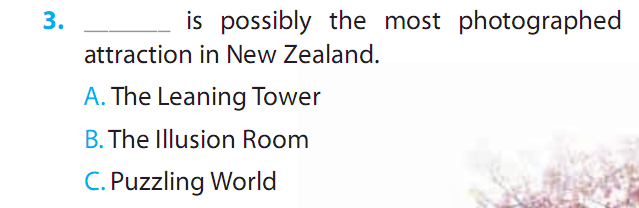 3. _______ is possibly the most photographed
attraction in New Zealand.
A. The Leaning Tower
B. The Illusion Room
C. Puzzling World